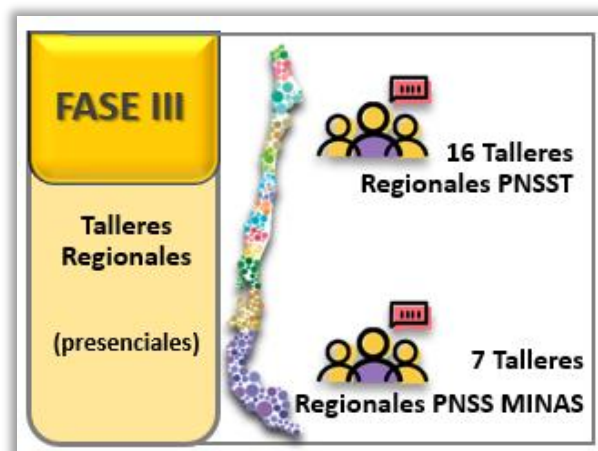 FASE III
Talleres
Regionales
(presenciales)
16 Talleres
Regionales PNSST
7 Talleres
Regionales PNSS MINAS